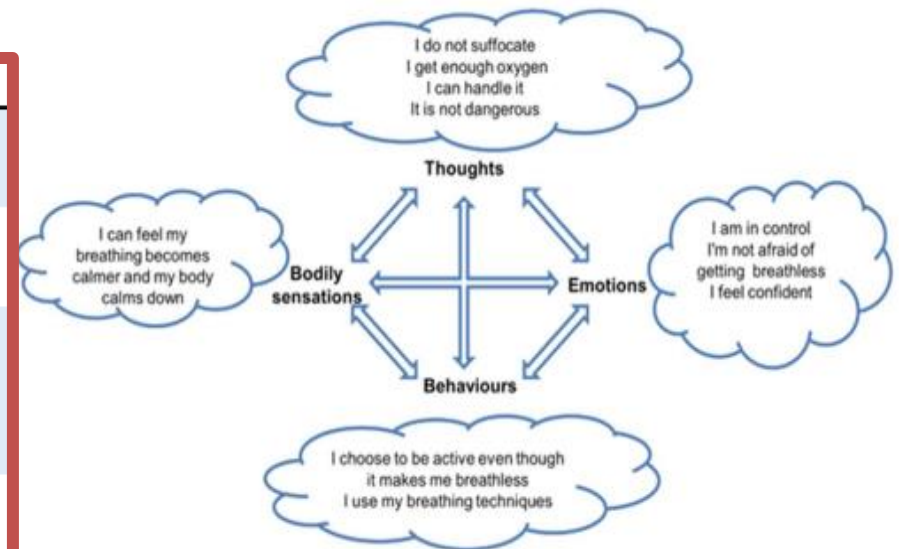 I do not suffocate
I get enough oxygen
I can handle it
It is not dangerous
Thoughts
I can feel my
breathing becomes
calmer and my body
calms down
Bodily
sensations
Emotions
I am in control
I'm not afraid of
getting breathless
I feel confident
Behaviours
I choose to be active even though
it makes me breathless
I use my breathing techniques